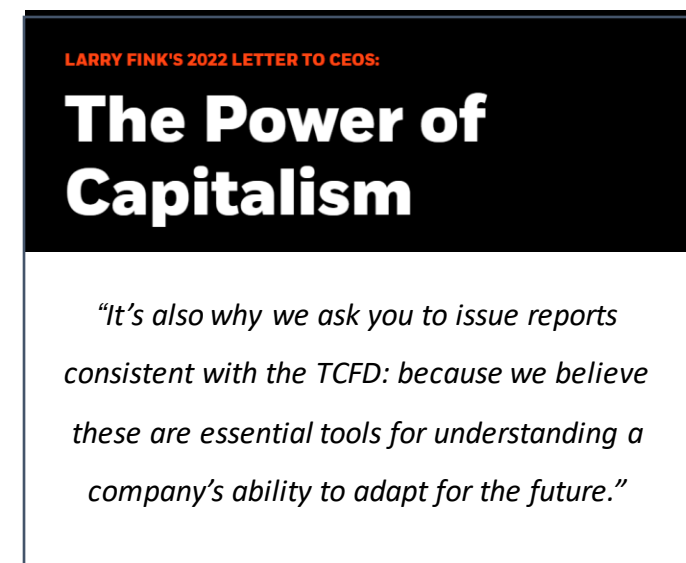 LARRY FINK'S 2022 LETTER TO CEOS:
The Power of
Capitalism
“It’s also why we ask you to issue reports
consistent with the TCFD: because we believe
these are essential tools for understanding a
company’s ability to adapt for the future.”